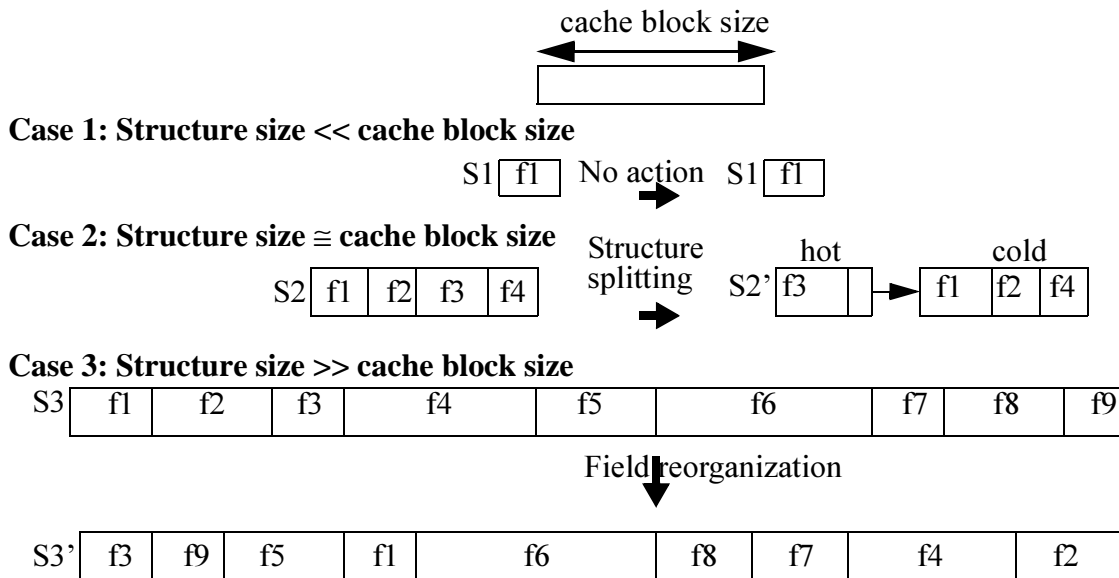 cache block size
Case 1: Structure size << cache block size
S1 f1 No action S1 f1
Case 2: Structure size ≅ cache block size
Structure splitting
hot cold
S2 f1 f2 f3 f4 S2’ f3 f1 f2 f4
Case 3: Structure size >> cache block size
S3 f1 f2 f3 f4 f5 f6 f7 f8 f9
Field reorganization
S3’ f3 f9 f5 f1 f6 f8 f7 f4 f2